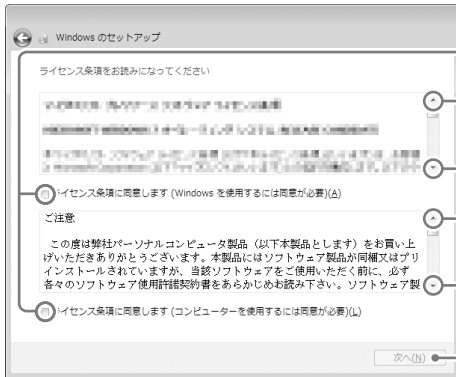 Windows のセットアップ
ライセンス条項をお読みになってください
イセンス条項に同意します (Windows を使用するには同意が必要)(A)
ご注意
この度は弊社パーソナルコンピュータ製品（以下本製品とします）をお買い上
げいただきありがとうございます。本製品にはソフトウェア製品が同梱又はプリ
インストールされていますが、当該ソフトウェアをご使用いただく前に、必ず
各々のソフトウェア使用許諾契約書をあらかじめお読み下さい。ソフトウェア製
イセンス条項に同意します (コンピューターを使用するには同意が必要)(L)
次へ(N)